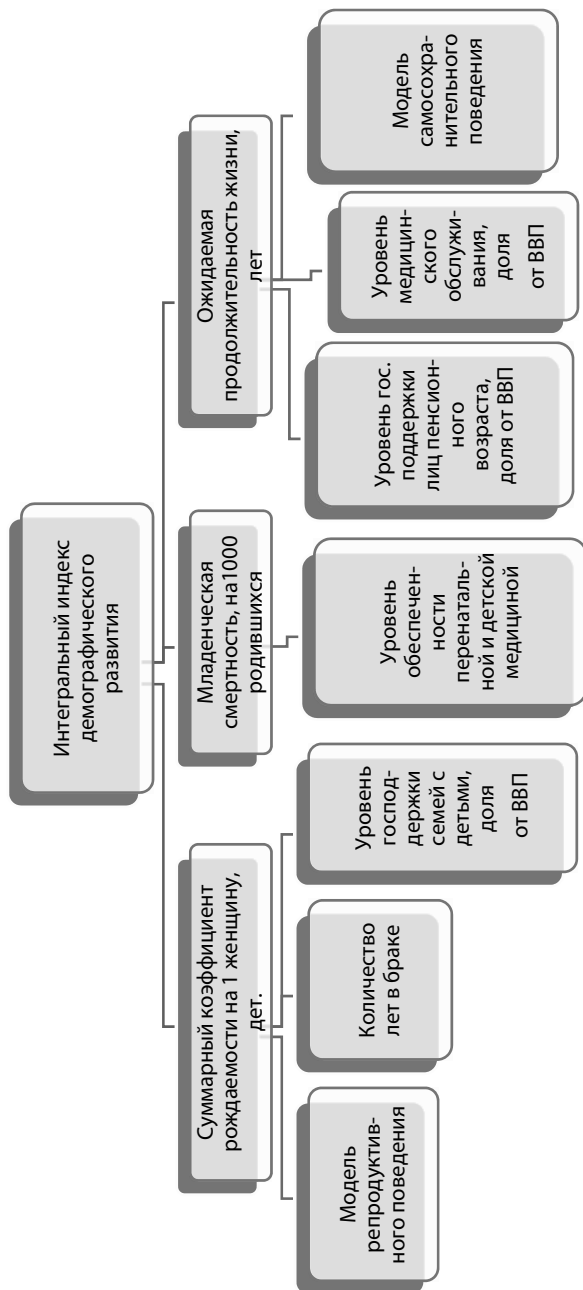 Интегральный индекс
демографического
развития
Суммарный коэффициент
рождаемости на 1 женщину,
дет.
Младенческая
смертность, на1000
родившихся
Ожидаемая
продолжительность жизни,
лет
Модель
репродуктив-
ного поведения
Количество
лет в браке
Уровень
господ-
держки
семей с
детьми,
доля
от ВВП
Уровень
обеспечен-
ности
перенаталь-
ной и детской
медициной
Уровень гос.
поддержки
лиц пенсион-
ного
возраста,
доля от ВВП
Уровень
медицин-
ского
обслужи-
вания,
доля
от ВВП
Модель
самосохра-
нительного
поведения